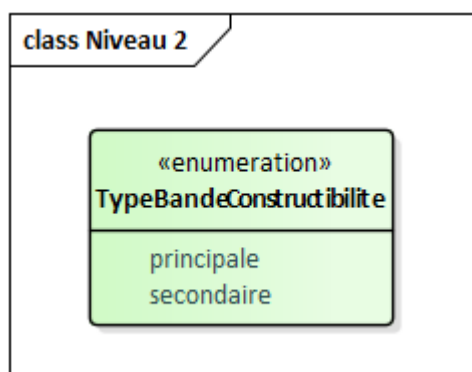 class Niveau 2
«enumeration»
TypeBandeConstructibilite
principale
secondaire